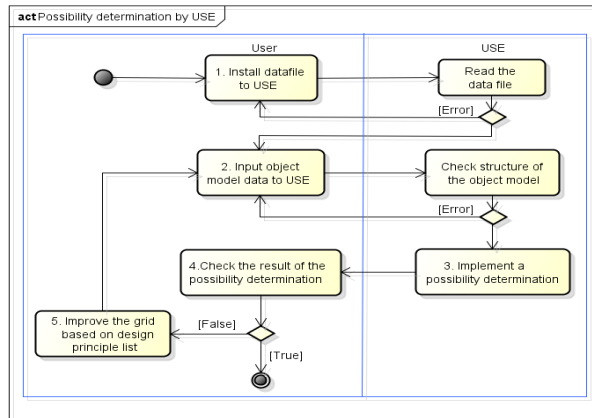 act Possibility determination by USE
User
USE
1. Install datafile
to USE
Read the
data file
[Error]
2. Input object
model data to USE
Check structure of
the object model
[Error]
4.Check the result of the
possibility determination
3. Implement a
possibility determination
5. Improve the grid
based on design
principle list
[False]
[True]